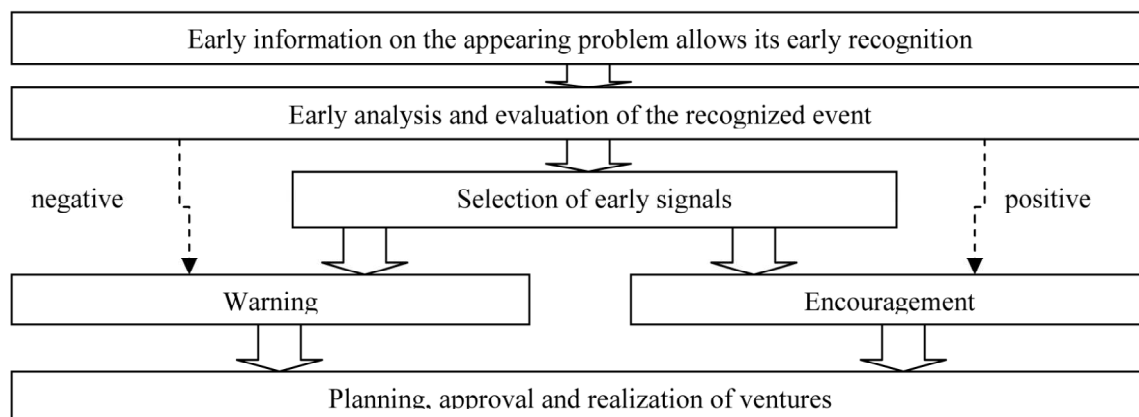 Early information on the appearing problem allows its early recognition
Early analysis and evaluation of the recognized event
negative
Selection of early signals
positive
Warning
Encouragement
Planning, approval and realization of ventures